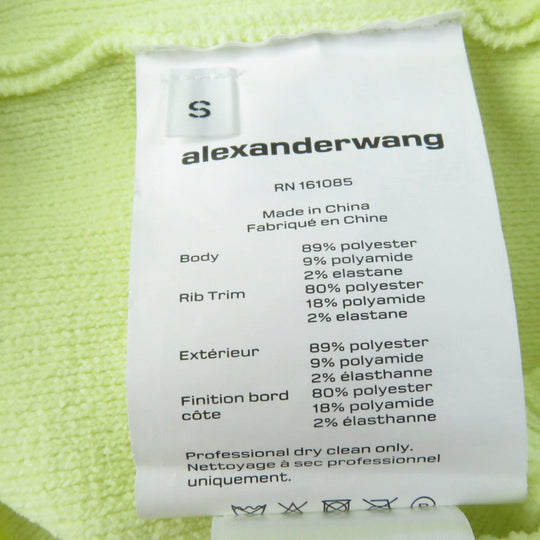 S
alexanderwang
RN 161085
Made in China
Fabriqué en Chine
Body 89% polyester
9% polyamide
2% elastane
Rib Trim 80% polyester
18% polyamide
2% elastane
Extérieur 89% polyester
9% polyamide
2% élasthanne
Finition bord côte 80% polyester
18% polyamide
2% élasthanne
Professional dry clean only.
Nettoyage à sec professionnel
uniquement.